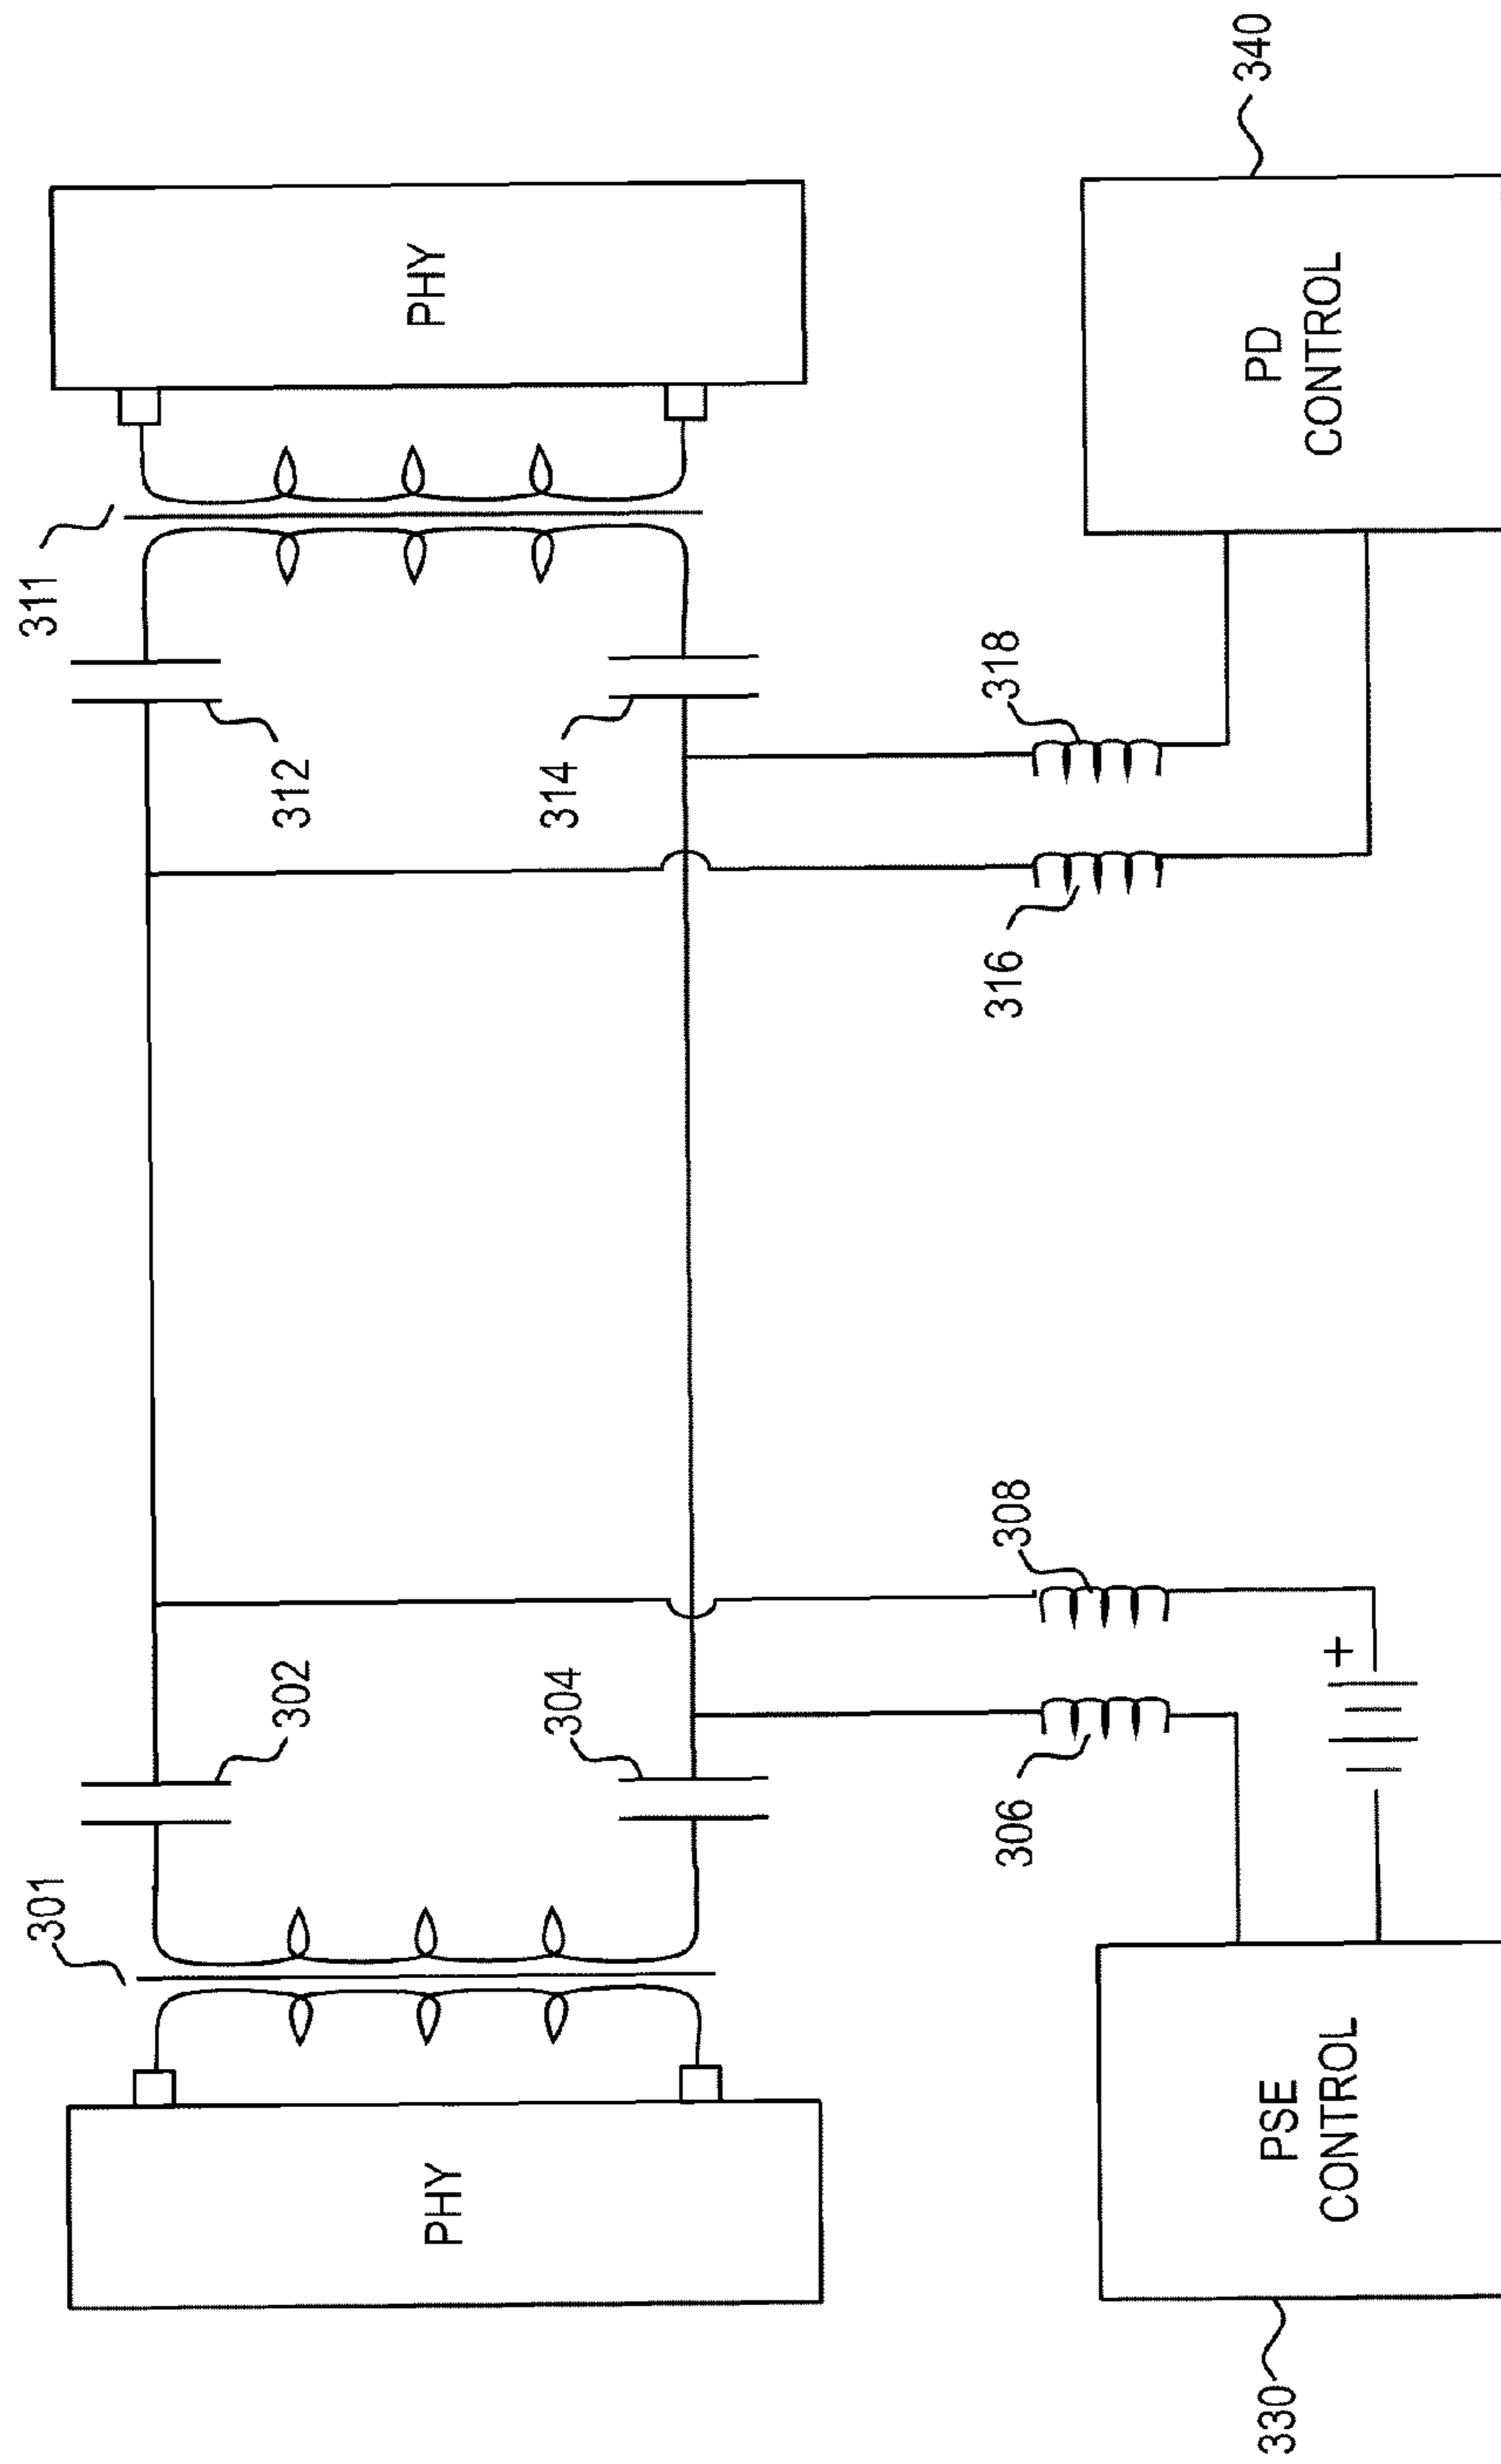 301
302
304
PHY
311
312
314
PHY
306
308
316
318
330
PSE
CONTROL
+
PD
CONTROL
340